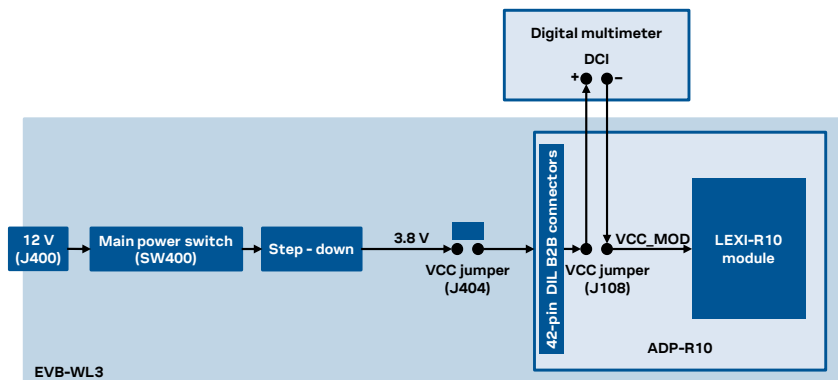 Digital multimeter
DCI
+
–
42-pin DIL B2B connectors
12 V
(J400)
Main power switch
(SW400)
Step - down
3.8 V
VCC jumper
(J404)
VCC jumper
(J108)
VCC_MOD
LEXI-R10
module
ADP-R10
EVB-WL3